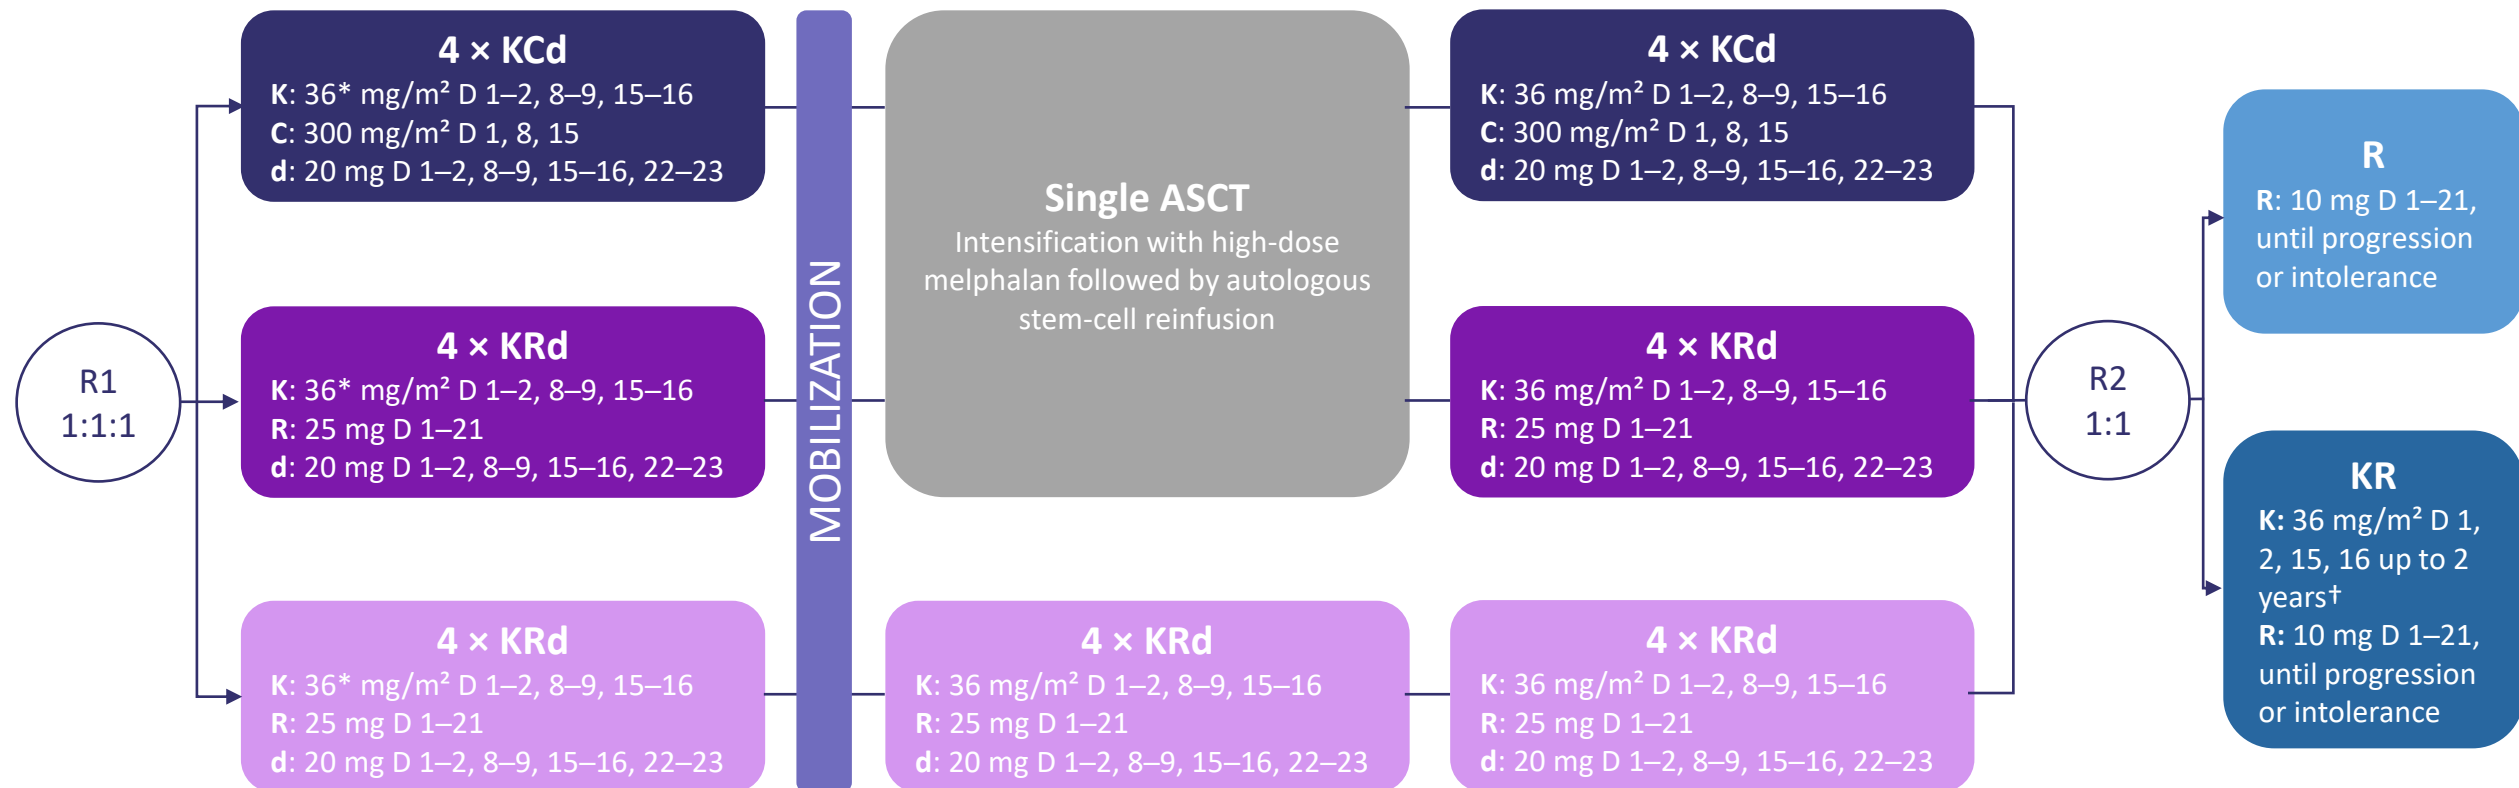 R1
1:1:1
4 × KCd
K: 36* mg/m² D 1–2, 8–9, 15–16
C: 300 mg/m² D 1, 8, 15
d: 20 mg D 1–2, 8–9, 15–16, 22–23
4 × KRd
K: 36* mg/m² D 1–2, 8–9, 15–16
R: 25 mg D 1–21
d: 20 mg D 1–2, 8–9, 15–16, 22–23
4 × KRd
K: 36* mg/m² D 1–2, 8–9, 15–16
R: 25 mg D 1–21
d: 20 mg D 1–2, 8–9, 15–16, 22–23
MOBILIZATION
Single ASCT
Intensification with high-dose
melphalan followed by autologous
stem-cell reinfusion
4 × KRd
K: 36 mg/m² D 1–2, 8–9, 15–16
R: 25 mg D 1–21
d: 20 mg D 1–2, 8–9, 15–16, 22–23
4 × KCd
K: 36 mg/m² D 1–2, 8–9, 15–16
C: 300 mg/m² D 1, 8, 15
d: 20 mg D 1–2, 8–9, 15–16, 22–23
4 × KRd
K: 36 mg/m² D 1–2, 8–9, 15–16
R: 25 mg D 1–21
d: 20 mg D 1–2, 8–9, 15–16, 22–23
4 × KRd
K: 36 mg/m² D 1–2, 8–9, 15–16
R: 25 mg D 1–21
d: 20 mg D 1–2, 8–9, 15–16, 22–23
R2
1:1
R
R: 10 mg D 1–21,
until progression
or intolerance
KR
K: 36 mg/m² D 1,
2, 15, 16 up to 2
years†
R: 10 mg D 1–21,
until progression
or intolerance